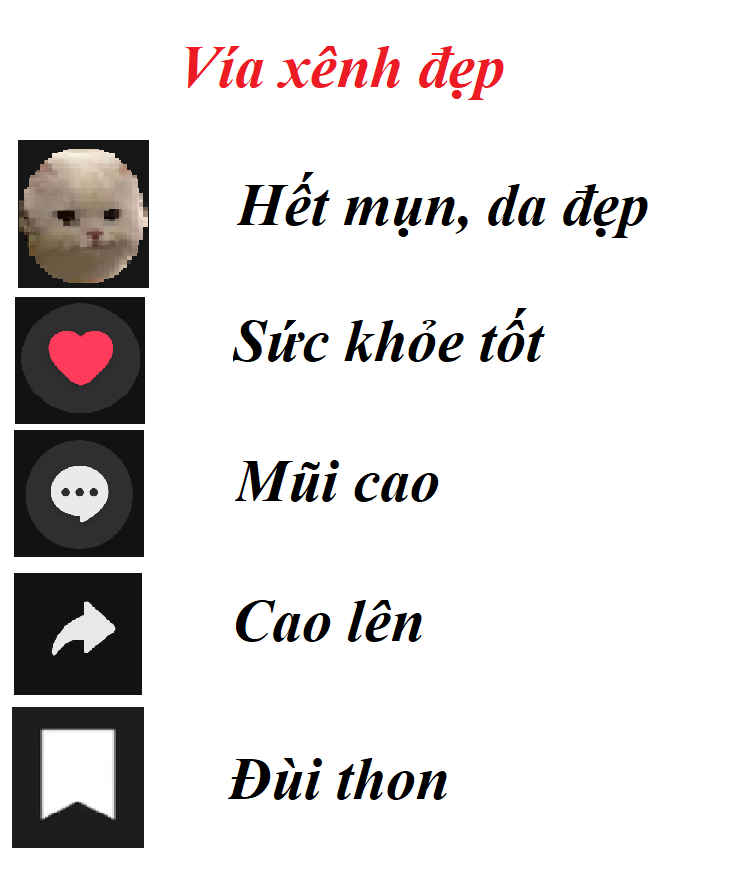 Vía xênh đẹp
Hết mụn, da đẹp
Sức khỏe tốt
Mũi cao
Cao lên
Đùi thon